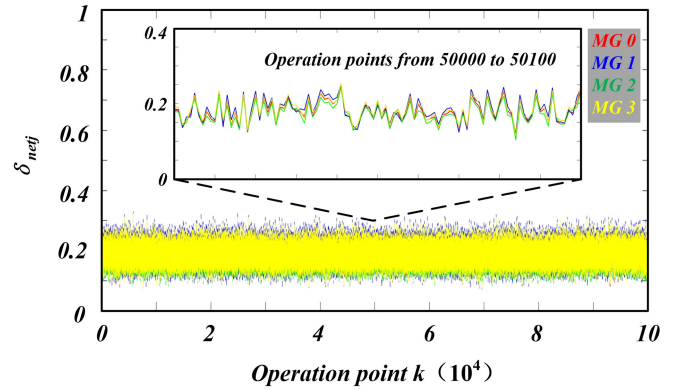 1
0.8
0.6
0.4
0.2
0
δnetj
0.4
0.2
0
Operation points from 50000 to 50100
MG 0
MG 1
MG 2
MG 3
0 2 4 6 8 10
Operation point k （10⁴）